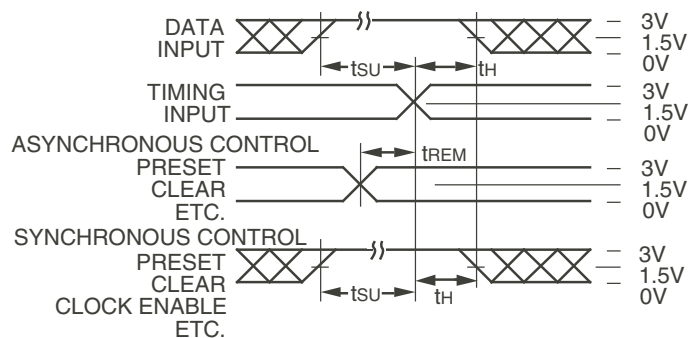 DATA
INPUT
3V
1.5V
0V
tSU
tH
TIMING
INPUT
3V
1.5V
0V
ASYNCHRONOUS CONTROL
PRESET
CLEAR
ETC.
tREM
3V
1.5V
0V
SYNCHRONOUS CONTROL
PRESET
CLEAR
CLOCK ENABLE
ETC.
tSU
tH
3V
1.5V
0V